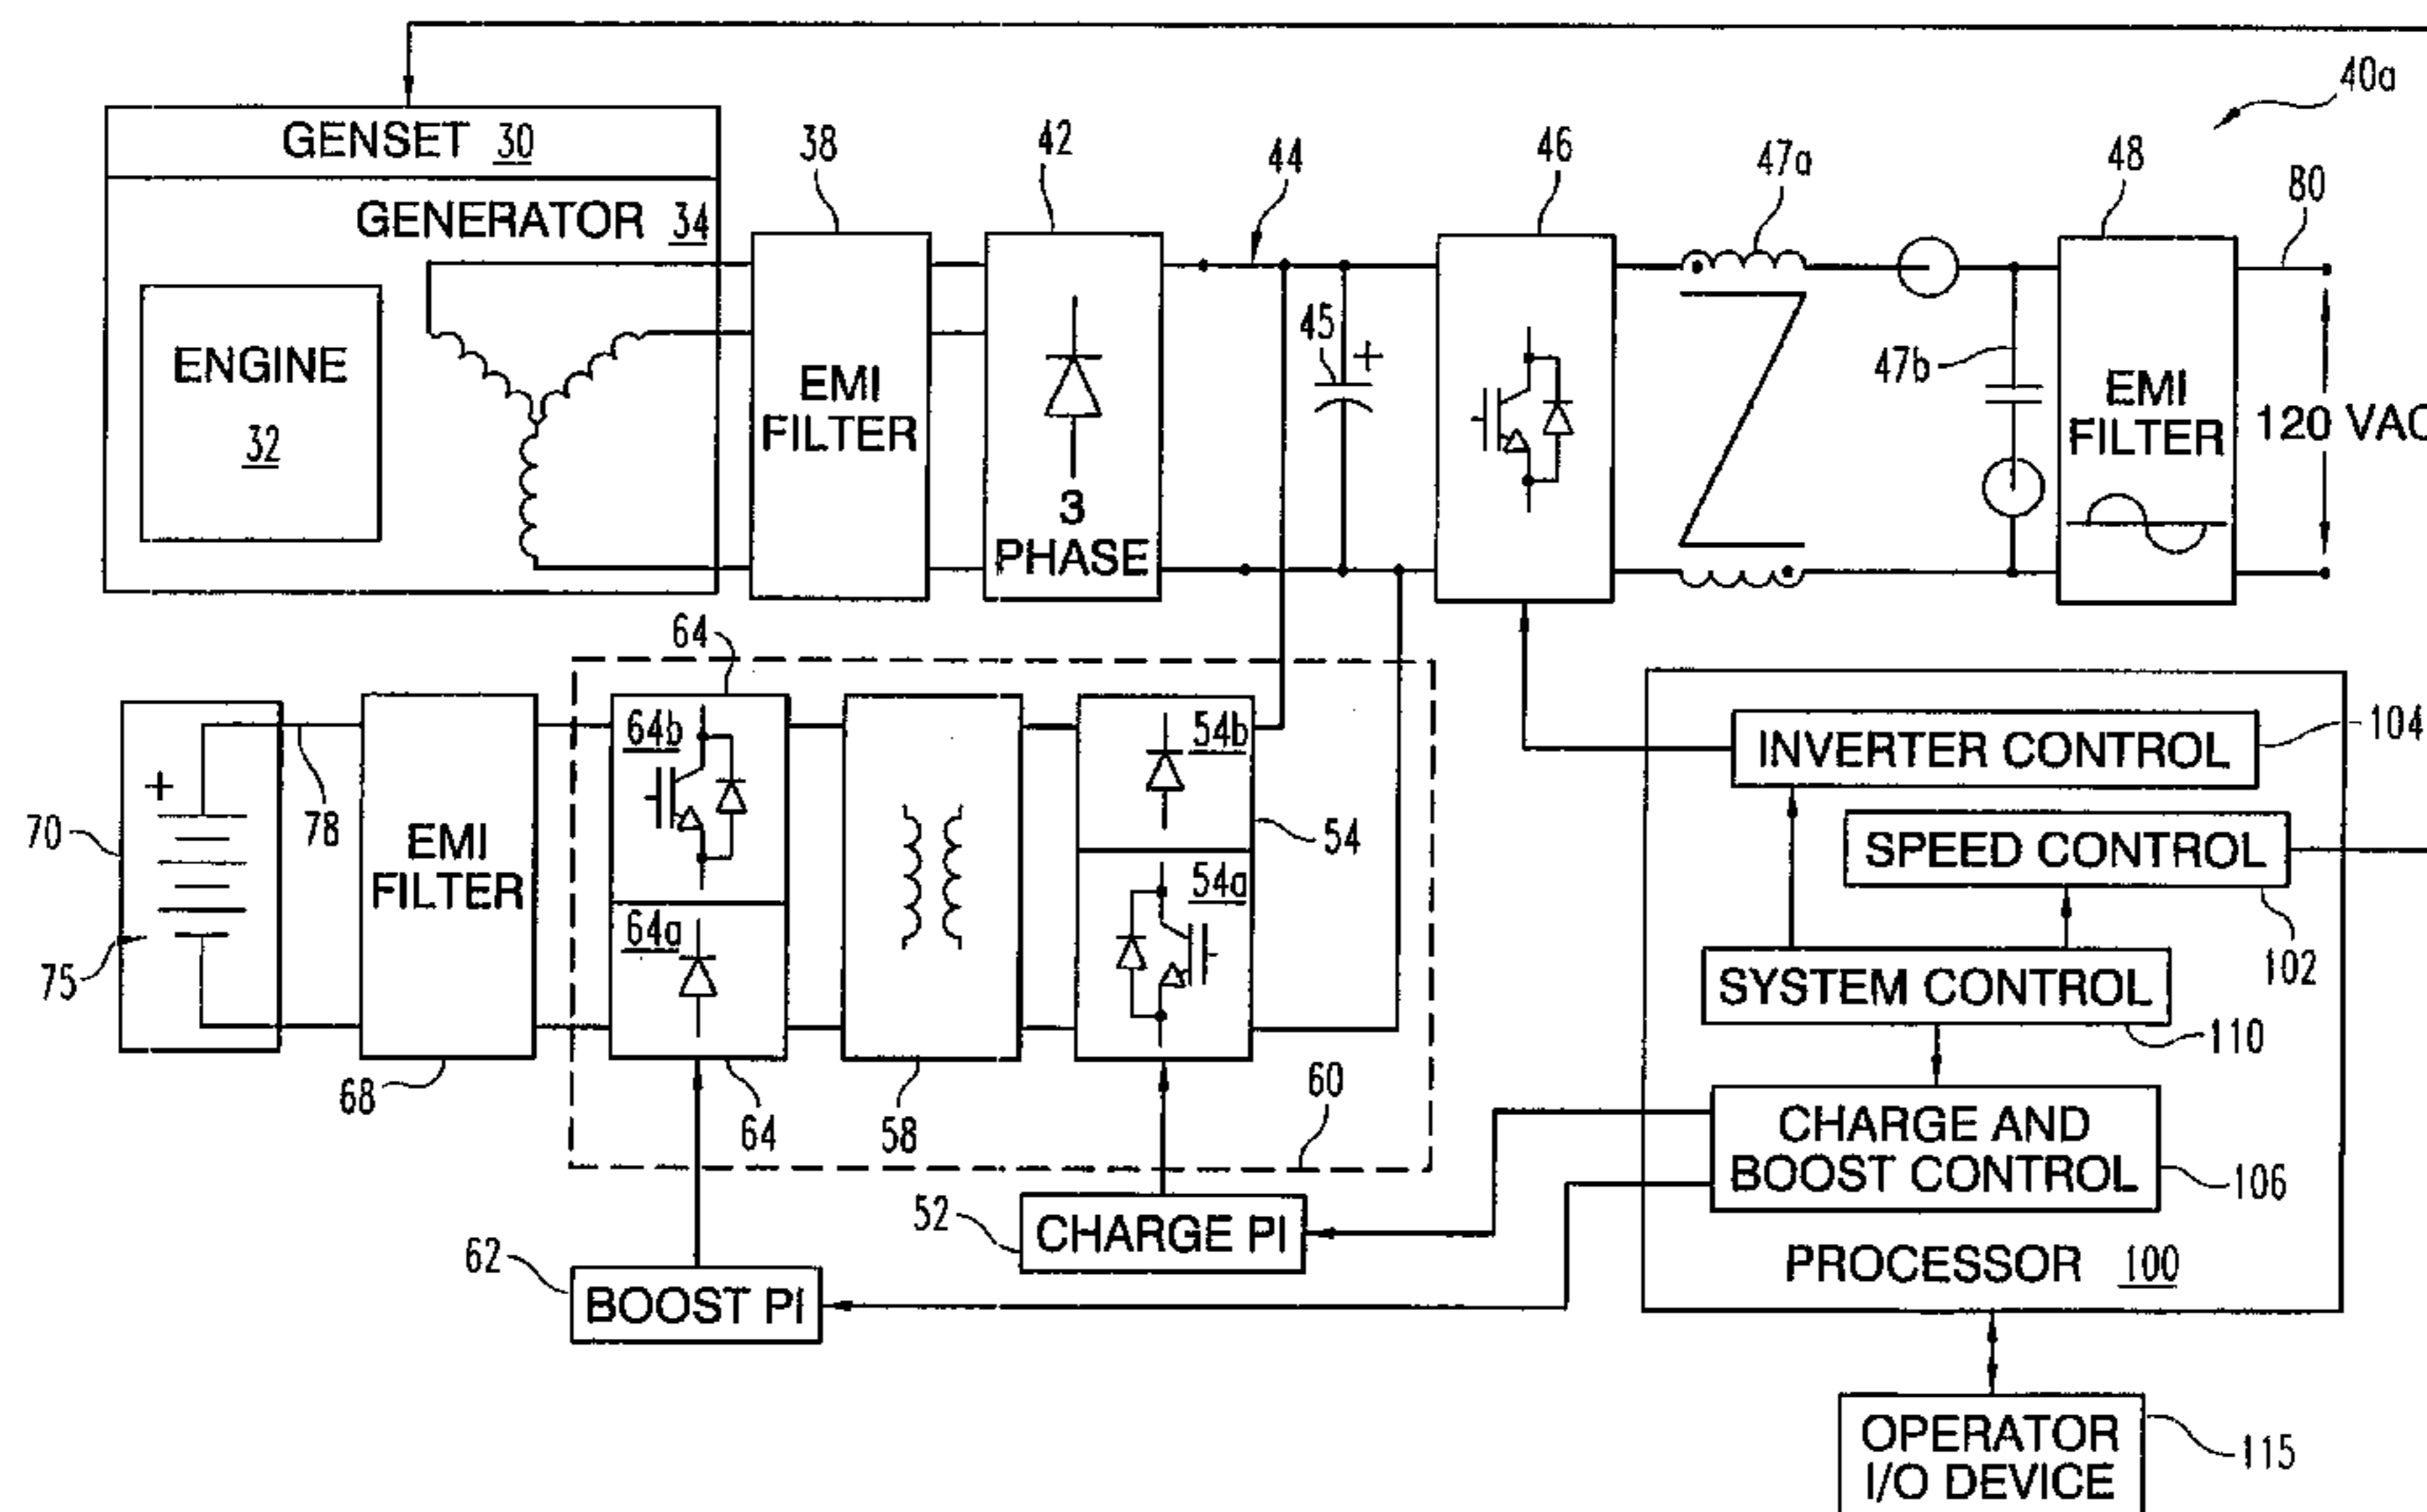 40a
GENSET 30
GENERATOR 34
ENGINE
32
38
EMI
FILTER
42
3
PHASE
44
45
+
46
47a
47b
48
EMI
FILTER
80
120 VAC
64
70
+
75
78
EMI
FILTER
68
64b
64a
64
58
54b
54a
54
60
INVERTER CONTROL
104
SPEED CONTROL
102
SYSTEM CONTROL
110
CHARGE AND
BOOST CONTROL
106
PROCESSOR 100
52
CHARGE PI
62
BOOST PI
OPERATOR
I/O DEVICE
115